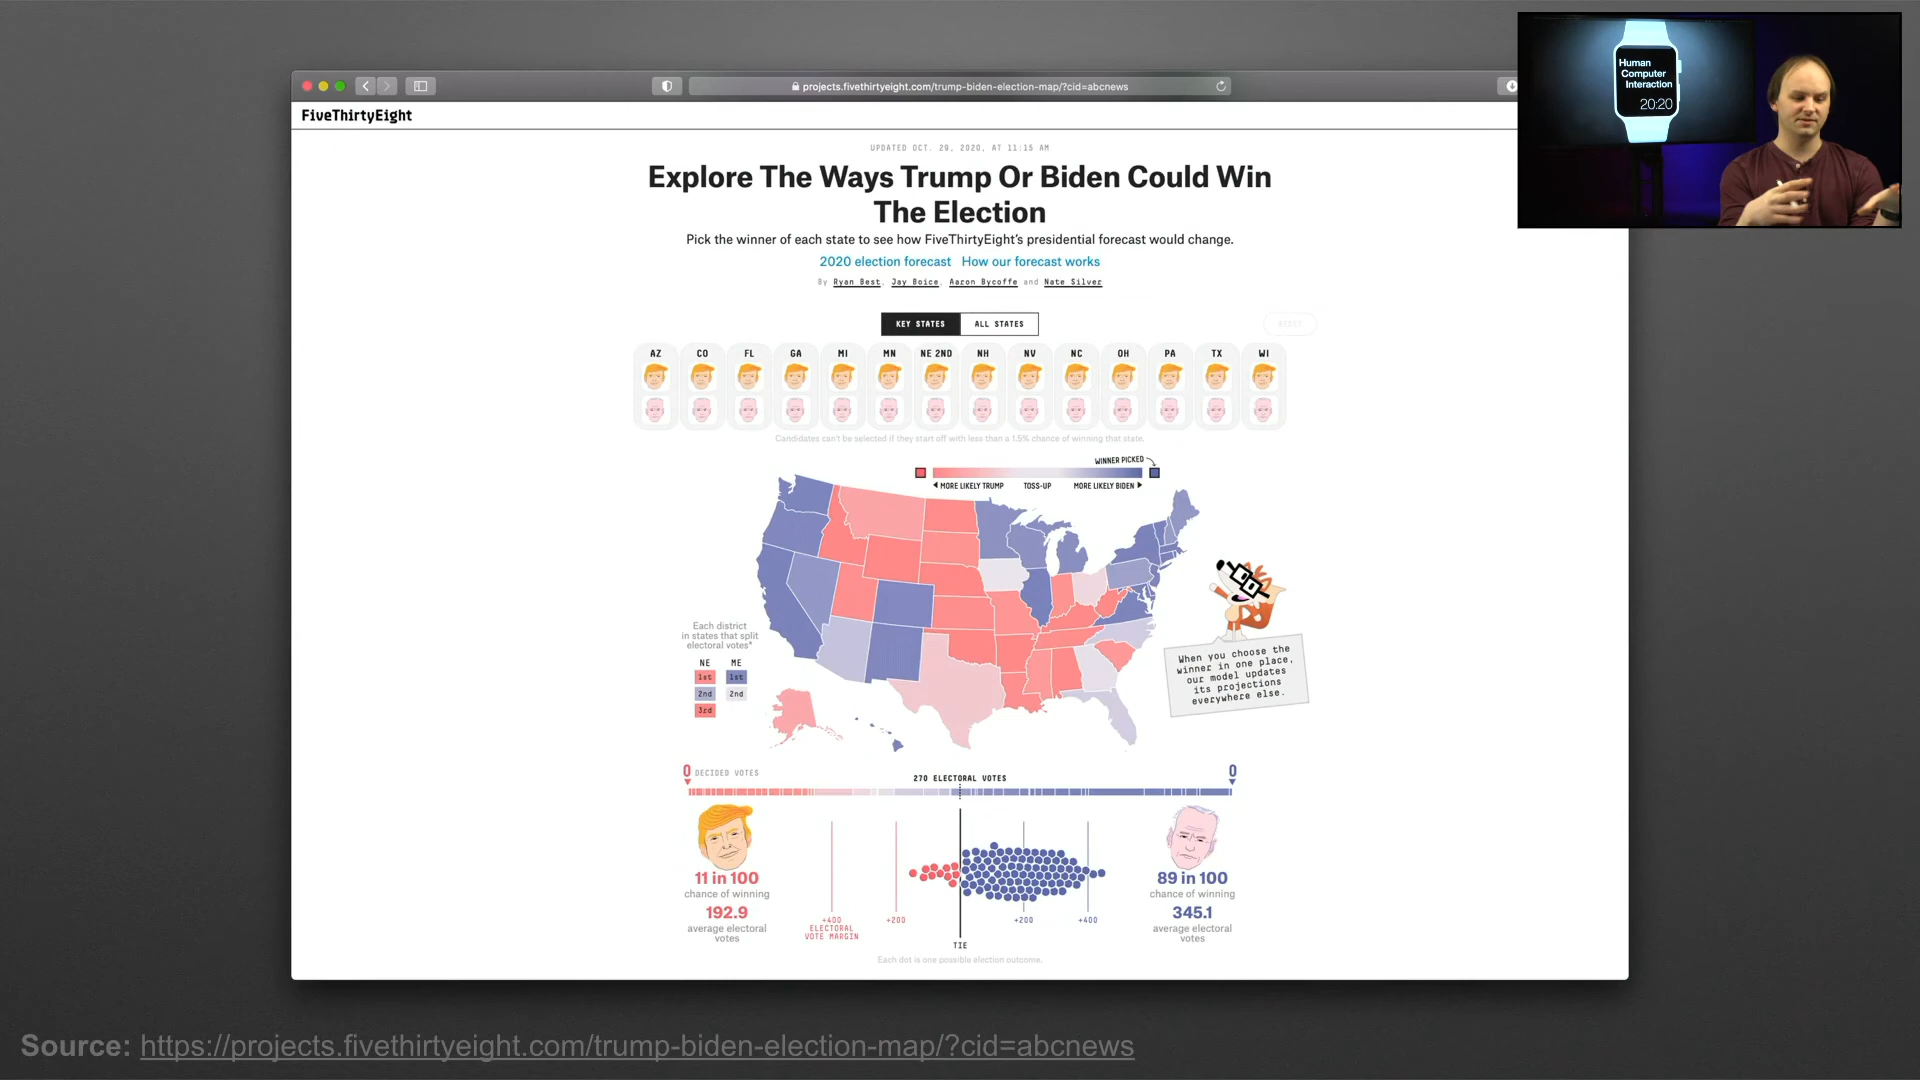 Human
Computer
Interaction
20:20
projects.fivethirtyeight.com/trump-biden-election-map/?cid=abcnews
FiveThirtyEight
UPDATED OCT. 29, 2020, AT 11:15 AM
Explore The Ways Trump Or Biden Could Win
The Election
Pick the winner of each state to see how FiveThirtyEight's presidential forecast would change.
2020 election forecast How our forecast works
By Ryan Best, Jay Boice, Aaron Bycoffe and Nate Silver
KEY STATES ALL STATES
RESET
AZ CO FL GA MI MN NE 2ND NH NV NC OH PA TX WI
Candidates can't be selected if they start off with less than a 1.5% chance of winning that state.
WINNER PICKED
MORE LIKELY TRUMP TOSS-UP MORE LIKELY BIDEN
Each district
in states that split
electoral votes*
NE ME
1st 1st
2nd 2nd
3rd
When you choose the
winner in one place,
our model updates
its projections
everywhere else.
0 DECIDED VOTES 270 ELECTORAL VOTES 0
11 in 100
chance of winning
192.9
average electoral
votes
+400
ELECTORAL
VOTE MARGIN
+200
TIE
+200
+400
89 in 100
chance of winning
345.1
average electoral
votes
Each dot is one possible election outcome.
Source: https://projects.fivethirtyeight.com/trump-biden-election-map/?cid=abcnews